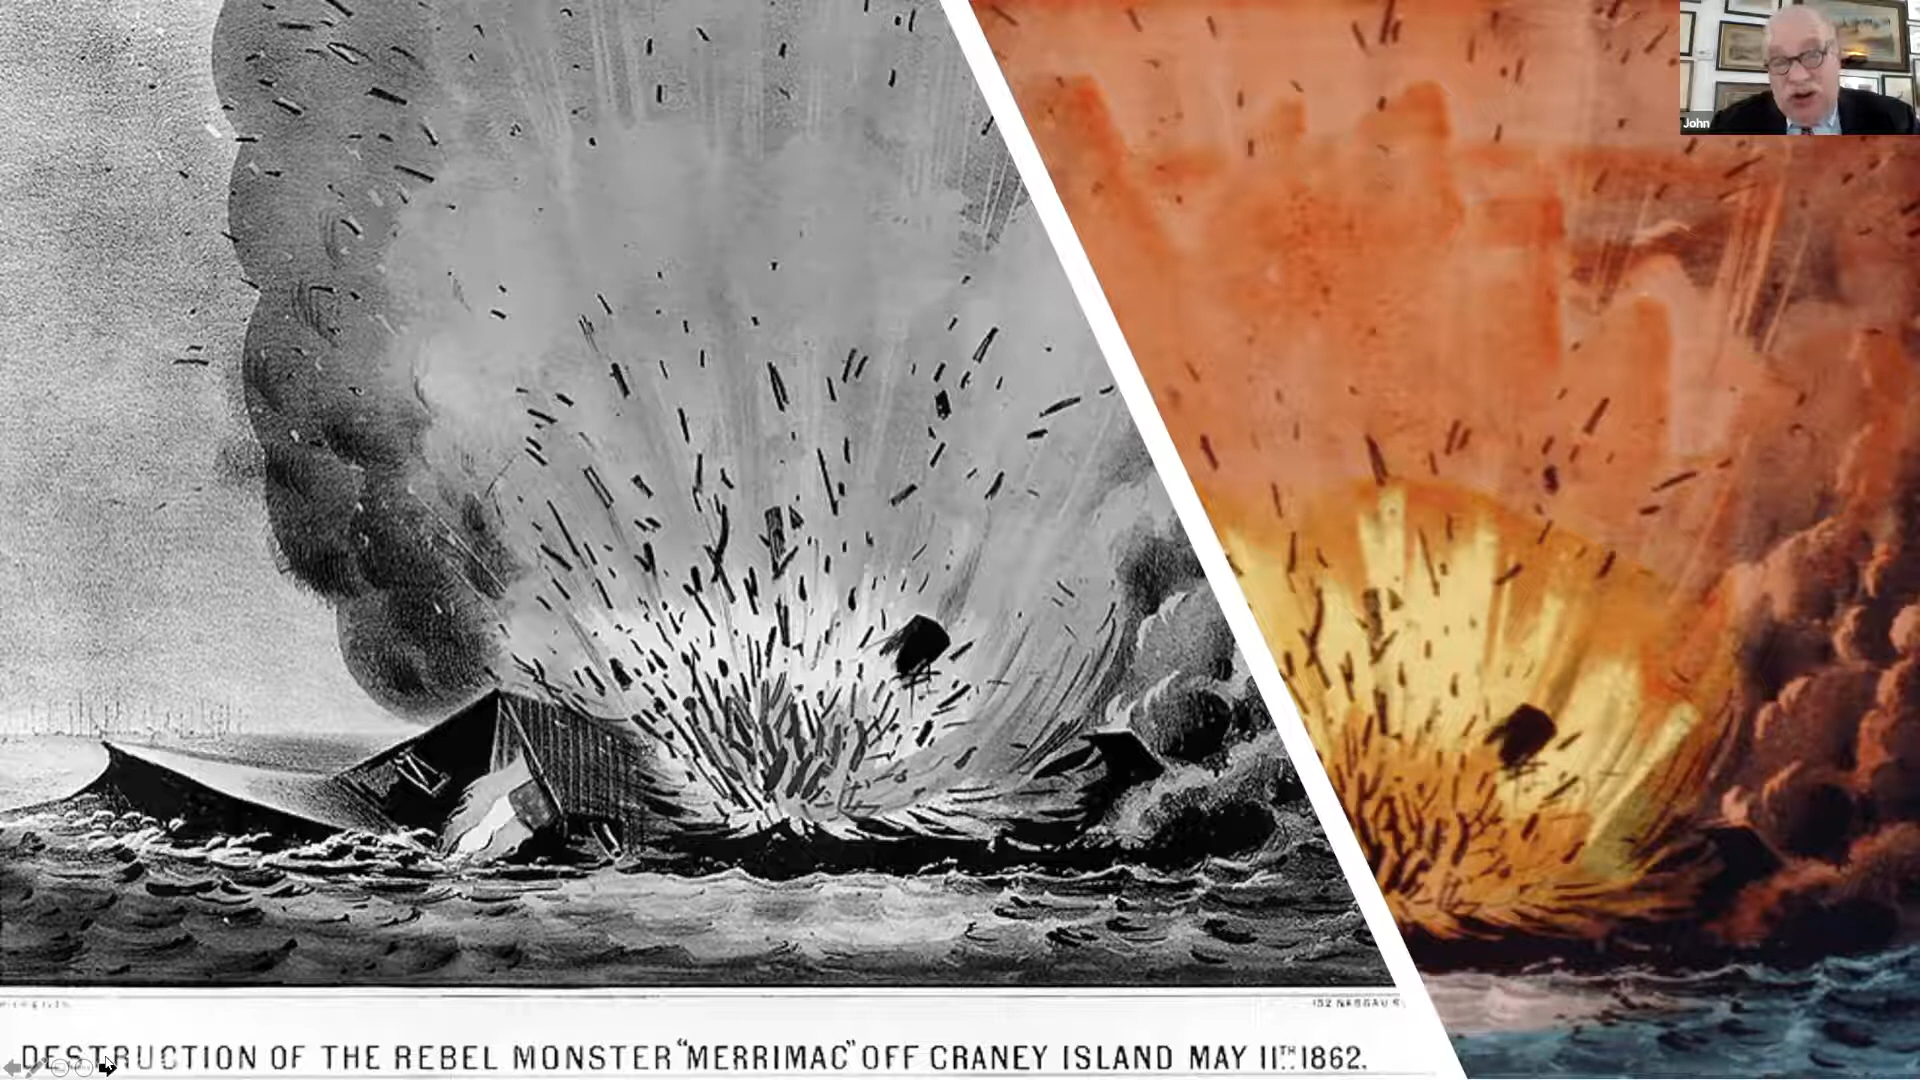 John
152 NASSAU S
DESTRUCTION OF THE REBEL MONSTER "MERRIMAC" OFF CRANEY ISLAND MAY 11TH 1862.